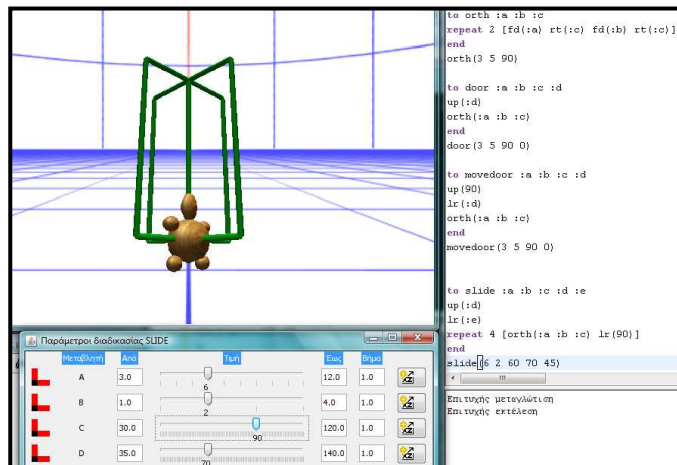 to orth :a :b :c
repeat 2 [fd(:a) rt(:c) fd(:b) rt(:c)]
end
orth(3 5 90)
to door :a :b :c :d
up(:d)
orth(:a :b :c)
end
door(3 5 90 0)
to movedoor :a :b :c :d
up(90)
lr(:d)
orth(:a :b :c)
end
movedoor(3 5 90 0)
to slide :a :b :c :d :e
up(:d)
lr(:e)
repeat 4 [orth(:a :b :c) lr(90)]
end
slide(6 2 60 70 45)
Επιτυχής μεταγλώτιση
Επιτυχής εκτέλεση
Παράμετροι διαδικασίας SLIDE
Μεταβλητή Από Τιμή Έως Βήμα
A 3.0 6 12.0 1.0
B 1.0 2 4.0 1.0
C 30.0 90 120.0 1.0
D 35.0 70 140.0 1.0